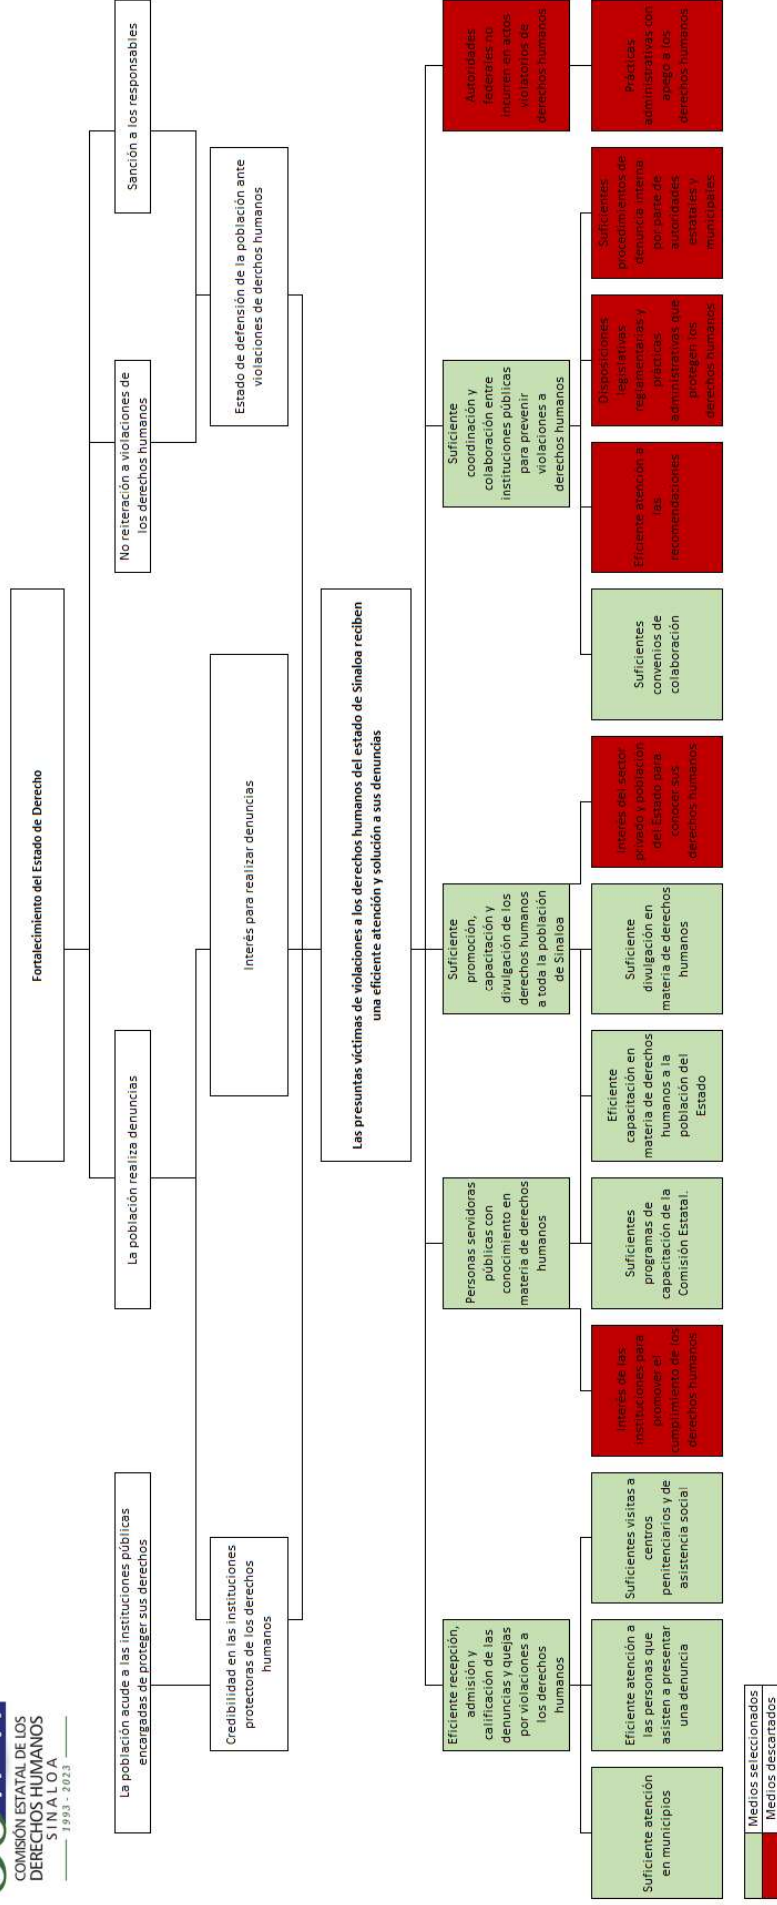 COMISIÓN ESTATAL DE LOS
DERECHOS HUMANOS
SINALOA
1993 - 2023
Fortalecimiento del Estado de Derecho
La población acude a las instituciones públicas
encargadas de proteger sus derechos
La población realiza denuncias
No reiteración a violaciones de
los derechos humanos
Sanción a los responsables
Credibilidad en las instituciones
protectoras de los derechos
humanos
Interés para realizar denuncias
Estado de defensión de la población ante
violaciones de derchos humanos
Las presuntas víctimas de violaciones a los derechos humanos del estado de Sinaloa reciben
una eficiente atención y solución a sus denuncias
Eficiente recepción,
admisión y
calificación de las
denuncias y quejas
por violaciones a
los derechos
humanos
Personas servidoras
públicas con
conocimiento en
materia de derechos
humanos
Suficiente
promoción,
capacitación y
divulgación de los
derechos humanos
a toda la población
de Sinaloa
Suficiente
coordinación y
colaboración entre
instituciones públicas
para prevenir
violaciones a
derechos humanos
Autoridades
federales no
incurren en actos
violatorios de
derechos humanos
Suficiente atención
en municipios
Eficiente atención a
las personas que
asisten a presentar
una denuncia
Suficientes visitas a
centros
penitenciarios y de
asistencia social
Interés de las
instituciones para
promover el
cumplimiento de los
derechos humanos
Suficientes
programas de
capacitación de la
Comisión Estatal.
Eficiente
capacitación en
materia de derechos
humanos a la
población del
Estado
Suficiente
divulgación en
materia de derechos
humanos
Interés del sector
privado y población
del Estado para
conocer sus
derechos humanos
Suficientes
convenios de
colaboración
Eficiente atención a
las
recomendaciones
Disposiciones
legislativas
reglamentarias y
prácticas
administrativas que
protegen los
derechos humanos
Suficientes
procedimientos de
denuncia interna
por parte de
autoridades
estatales y
municipales
Prácticas
administrativas con
apego a los
derechos humanos
Medios seleccionados
Medios descartados